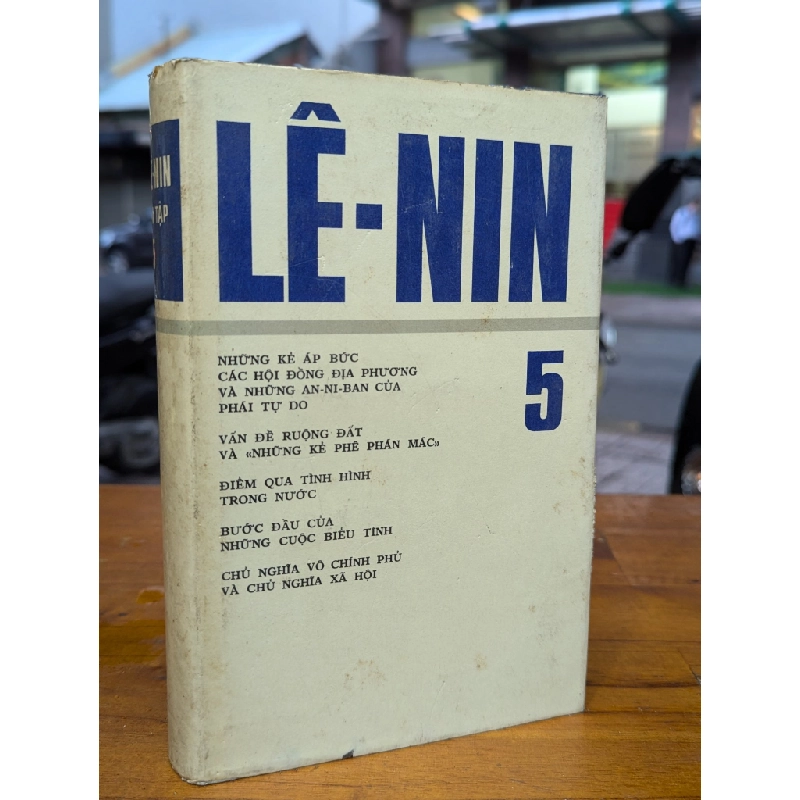 LÊ-NIN
5
NHỮNG KẺ ÁP BỨC
CÁC HỘI ĐỒNG ĐỊA PHƯƠNG
VÀ NHỮNG AN-NI-BAN CỦA
PHÁI TỰ DO
VẤN ĐỀ RUỘNG ĐẤT
VÀ «NHỮNG KẺ PHÊ PHÁN MÁC»
ĐIỂM QUA TÌNH HÌNH
TRONG NƯỚC
BƯỚC ĐẦU CỦA
NHỮNG CUỘC BIỂU TÌNH
CHỦ NGHĨA VÔ CHÍNH PHỦ
VÀ CHỦ NGHĨA XÃ HỘI
NIN
TẬP